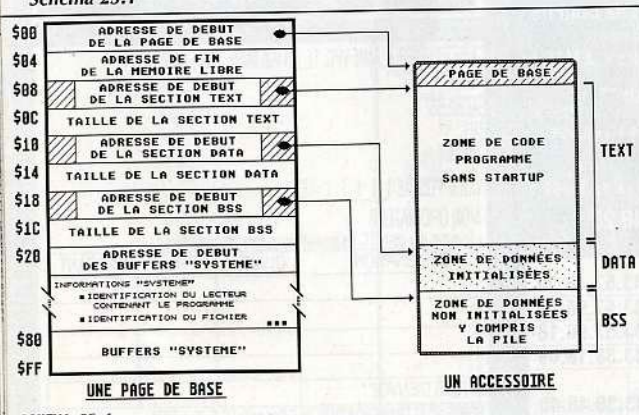 Schema 25.1
$00
ADRESSE DE DEBUT
DE LA PAGE DE BASE
$04
ADRESSE DE FIN
DE LA MEMOIRE LIBRE
$08
ADRESSE DE DEBUT
DE LA SECTION TEXT
$0C
TAILLE DE LA SECTION TEXT
$10
ADRESSE DE DEBUT
DE LA SECTION DATA
$14
TAILLE DE LA SECTION DATA
$18
ADRESSE DE DEBUT
DE LA SECTION BSS
$1C
TAILLE DE LA SECTION BSS
$20
ADRESSE DE DEBUT
DES BUFFERS "SYSTEME"
INFORMATIONS "SYSTEME"
■ IDENTIFICATION DU LECTEUR
CONTENANT LE PROGRAMME
■ IDENTIFICATION DU FICHIER
...
$80
BUFFERS "SYSTEME"
$FF
UNE PAGE DE BASE
PAGE DE BASE
ZONE DE CODE
PROGRAMME
SANS STARTUP
TEXT
ZONE DE DONNÉES
INITIALISÉES
DATA
ZONE DE DONNÉES
NON INITIALISÉES
Y COMPRIS
LA PILE
BSS
UN ACCESSOIRE